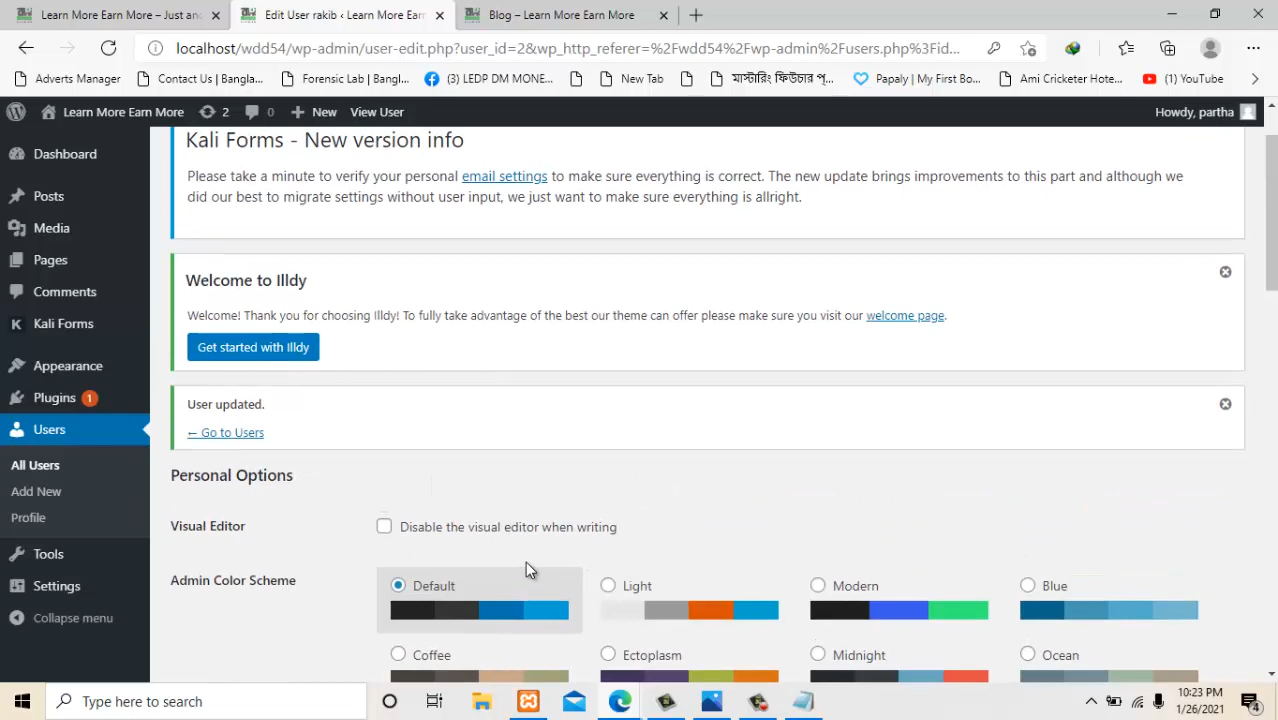 Learn More Earn More – Just and
Edit User rakib ‹ Learn More Earn
Blog – Learn More Earn More
localhost/wdd54/wp-admin/user-edit.php?user_id=2&wp_http_referer=%2Fwdd54%2Fwp-admin%2Fusers.php%3Fid...
Adverts Manager
Contact Us | Bangla...
Forensic Lab | Bangl...
(3) LEDP DM MONE...
New Tab
মাস্টারিং ফিউচার প্...
Papaly | My First Bo...
Ami Cricketer Hote...
(1) YouTube
Learn More Earn More
2
0
New
View User
Howdy, partha
Dashboard
Posts
Media
Pages
Comments
Kali Forms
Appearance
Plugins 1
Users
All Users
Add New
Profile
Tools
Settings
Collapse menu
Kali Forms - New version info
Please take a minute to verify your personal email settings to make sure everything is correct. The new update brings improvements to this part and although we
did our best to migrate settings without user input, we just want to make sure everything is allright.
Welcome to Illdy
Welcome! Thank you for choosing Illdy! To fully take advantage of the best our theme can offer please make sure you visit our welcome page.
Get started with Illdy
User updated.
← Go to Users
Personal Options
Visual Editor
Disable the visual editor when writing
Admin Color Scheme
Default
Light
Modern
Blue
Coffee
Ectoplasm
Midnight
Ocean
Type here to search
10:23 PM
1/26/2021
4